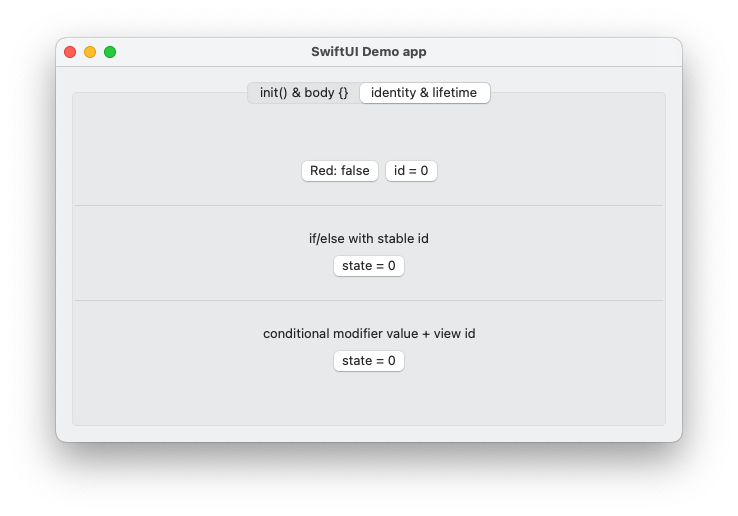 SwiftUI Demo app
init() & body {} identity & lifetime
Red: false id = 0
if/else with stable id
state = 0
conditional modifier value + view id
state = 0